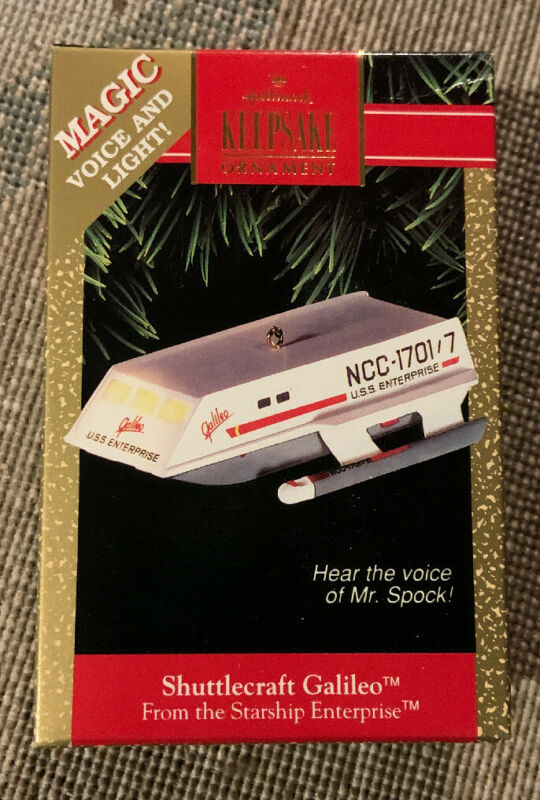 MAGIC
VOICE AND
LIGHT!
Hallmark
KEEPSAKE
ORNAMENT
NCC-1701/7
U.S.S. ENTERPRISE
Galileo
Galileo
U.S.S. ENTERPRISE
Hear the voice
of Mr. Spock!
Shuttlecraft Galileo™
From the Starship Enterprise™